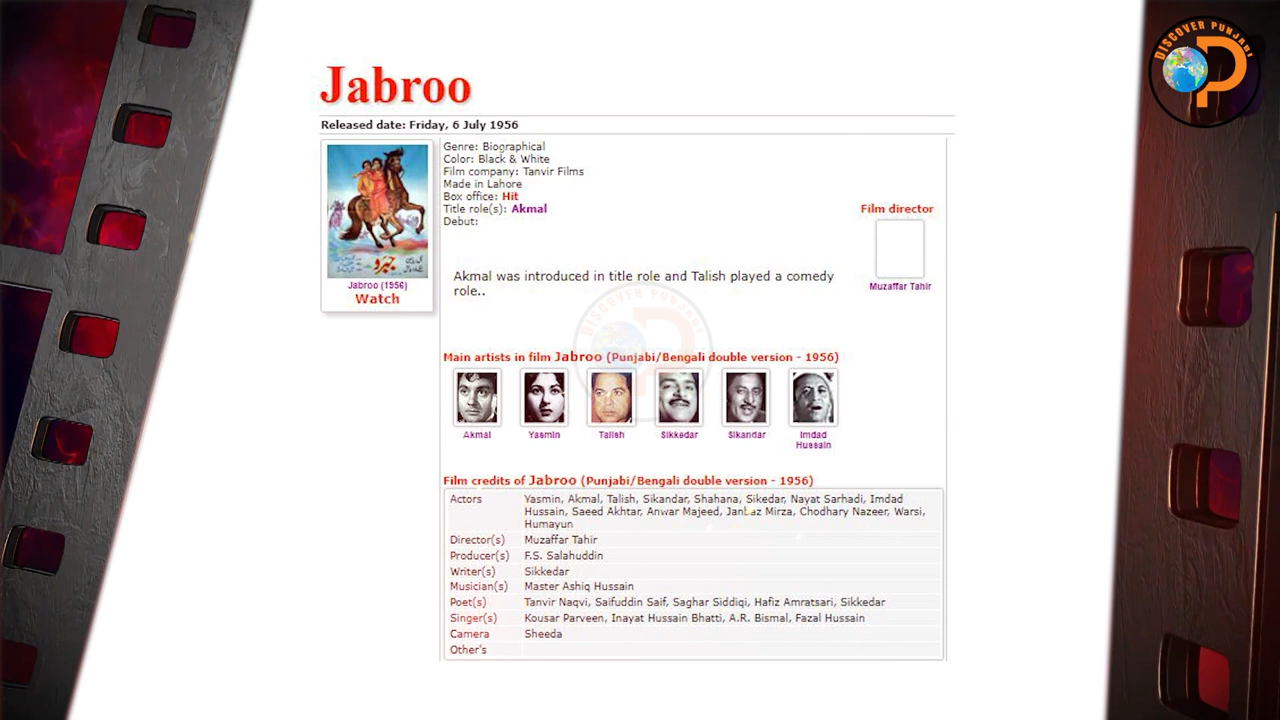 DISCOVER PUNJABI
Jabroo
Released date: Friday, 6 July 1956
Genre: Biographical
Color: Black & White
Film company: Tanvir Films
Made in Lahore
Box office: Hit
Title role(s): Akmal
Debut:
جبرو
Jabroo (1956)
Watch
Film director
Muzaffar Tahir
Akmal was introduced in title role and Talish played a comedy
role..
DISCOVER PUNJABI
Main artists in film Jabroo (Punjabi/Bengali double version - 1956)
Akmal
Yasmin
Talish
Sikkedar
Sikandar
Imdad
Hussain
Film credits of Jabroo (Punjabi/Bengali double version - 1956)
Actors Yasmin, Akmal, Talish, Sikandar, Shahana, Sikedar, Nayat Sarhadi, Imdad
Hussain, Saeed Akhtar, Anwar Majeed, Janbaz Mirza, Chodhary Nazeer, Warsi,
Humayun
Director(s) Muzaffar Tahir
Producer(s) F.S. Salahuddin
Writer(s) Sikkedar
Musician(s) Master Ashiq Hussain
Poet(s) Tanvir Naqvi, Saifuddin Saif, Saghar Siddiqi, Hafiz Amratsari, Sikkedar
Singer(s) Kousar Parveen, Inayat Hussain Bhatti, A.R. Bismal, Fazal Hussain
Camera Sheeda
Other's